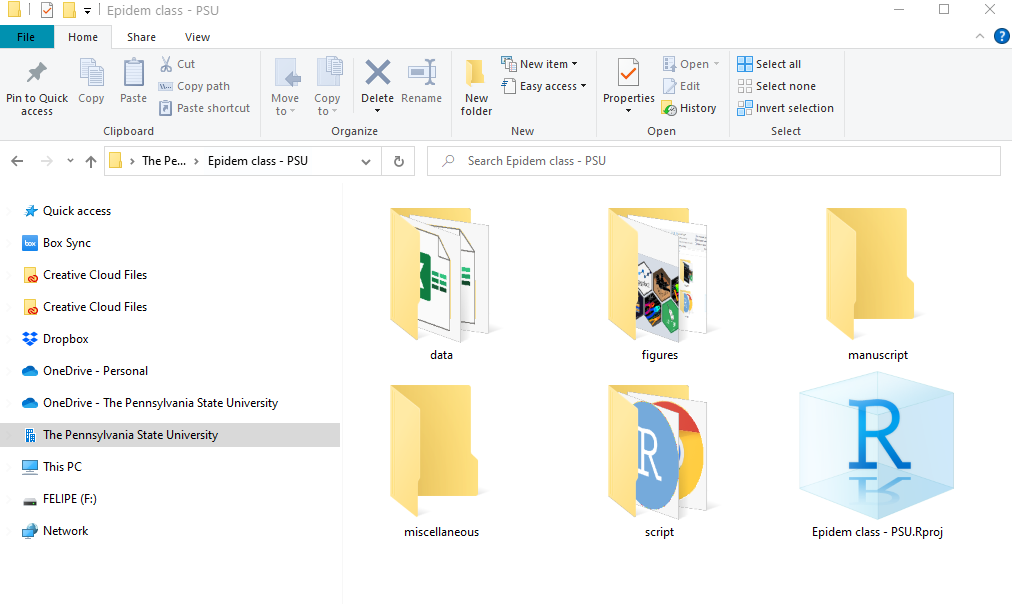 Epidem class - PSU
File Home Share View
Pin to Quick access
Copy
Paste
Cut
Copy path
Paste shortcut
Clipboard
Move to
Copy to
Delete
Rename
Organize
New folder
New item
Easy access
New
Properties
Open
Edit
History
Open
Select all
Select none
Invert selection
Select
The Pe... › Epidem class - PSU
Search Epidem class - PSU
Quick access
box Box Sync
Creative Cloud Files
Creative Cloud Files
Dropbox
OneDrive - Personal
OneDrive - The Pennsylvania State University
The Pennsylvania State University
This PC
FELIPE (F:)
Network
data
figures
manuscript
miscellaneous
R
script
R
Epidem class - PSU.Rproj